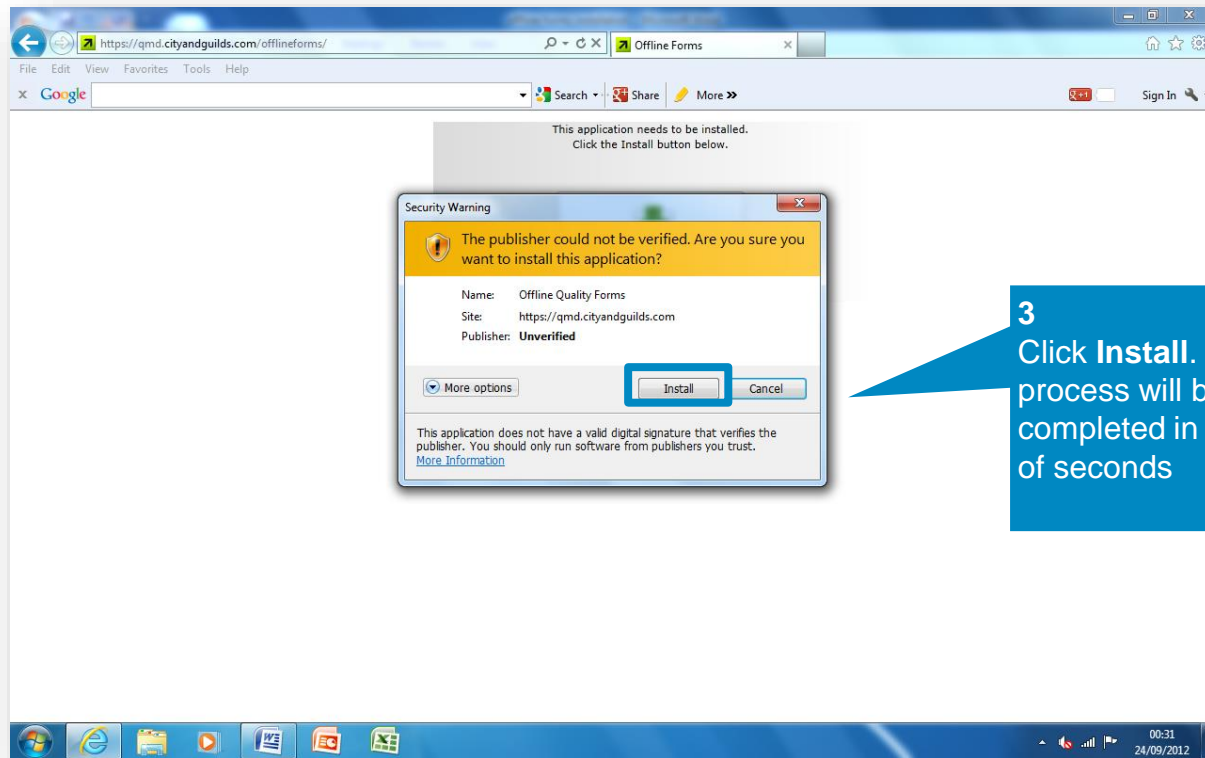 https://qmd.cityandguilds.com/offlineforms/
Offline Forms
File Edit View Favorites Tools Help
x Google Search Share More » Sign In
This application needs to be installed.
Click the Install button below.
Security Warning
The publisher could not be verified. Are you sure you
want to install this application?
Name: Offline Quality Forms
Site: https://qmd.cityandguilds.com
Publisher: Unverified
More options Install Cancel
This application does not have a valid digital signature that verifies the
publisher. You should only run software from publishers you trust.
More Information
3
Click Install.
process will b
completed in
of seconds
00:31
24/09/2012